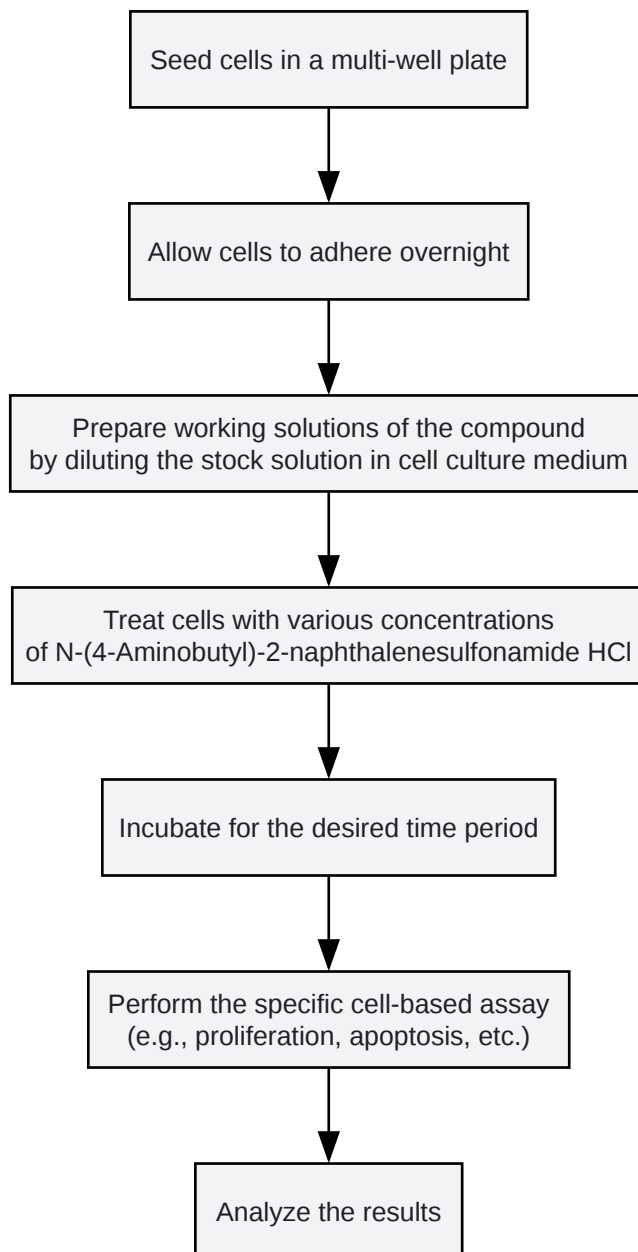 Seed cells in a multi-well plate
Allow cells to adhere overnight
Prepare working solutions of the compound
by diluting the stock solution in cell culture medium
Treat cells with various concentrations
of N-(4-Aminobutyl)-2-naphthalenesulfonamide HCl
Incubate for the desired time period
Perform the specific cell-based assay
(e.g., proliferation, apoptosis, etc.)
Analyze the results